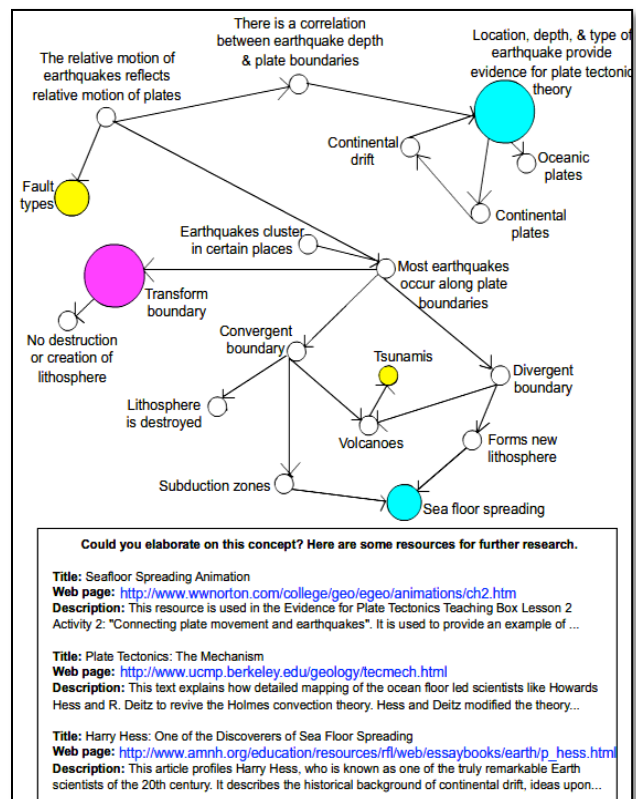 There is a correlation
between earthquake depth
& plate boundaries
Location, depth, & type of
earthquake provide
evidence for plate tectonic
theory
The relative motion of
earthquakes reflects
relative motion of plates
Continental
drift
Oceanic
plates
Fault
types
Continental
plates
Earthquakes cluster
in certain places
Most earthquakes
occur along plate
boundaries
Transform
boundary
No destruction
or creation of
lithosphere
Convergent
boundary
Tsunamis
Divergent
boundary
Lithosphere
is destroyed
Volcanoes
Forms new
lithosphere
Subduction zones
Sea floor spreading
Could you elaborate on this concept? Here are some resources for further research.
Title: Seafloor Spreading Animation
Web page: http://www.wwnorton.com/college/geo/egeo/animations/ch2.htm
Description: This resource is used in the Evidence for Plate Tectonics Teaching Box Lesson 2
Activity 2: "Connecting plate movement and earthquakes". It is used to provide an example of ...
Title: Plate Tectonics: The Mechanism
Web page: http://www.ucmp.berkeley.edu/geology/tecmech.html
Description: This text explains how detailed mapping of the ocean floor led scientists like Howards
Hess and R. Deitz to revive the Holmes convection theory. Hess and Deitz modified the theory...
Title: Harry Hess: One of the Discoverers of Sea Floor Spreading
Web page: http://www.amnh.org/education/resources/rfl/web/essaybooks/earth/p_hess.html
Description: This article profiles Harry Hess, who is known as one of the truly remarkable Earth
scientists of the 20th century. It describes the historical background of continental drift, ideas upon...